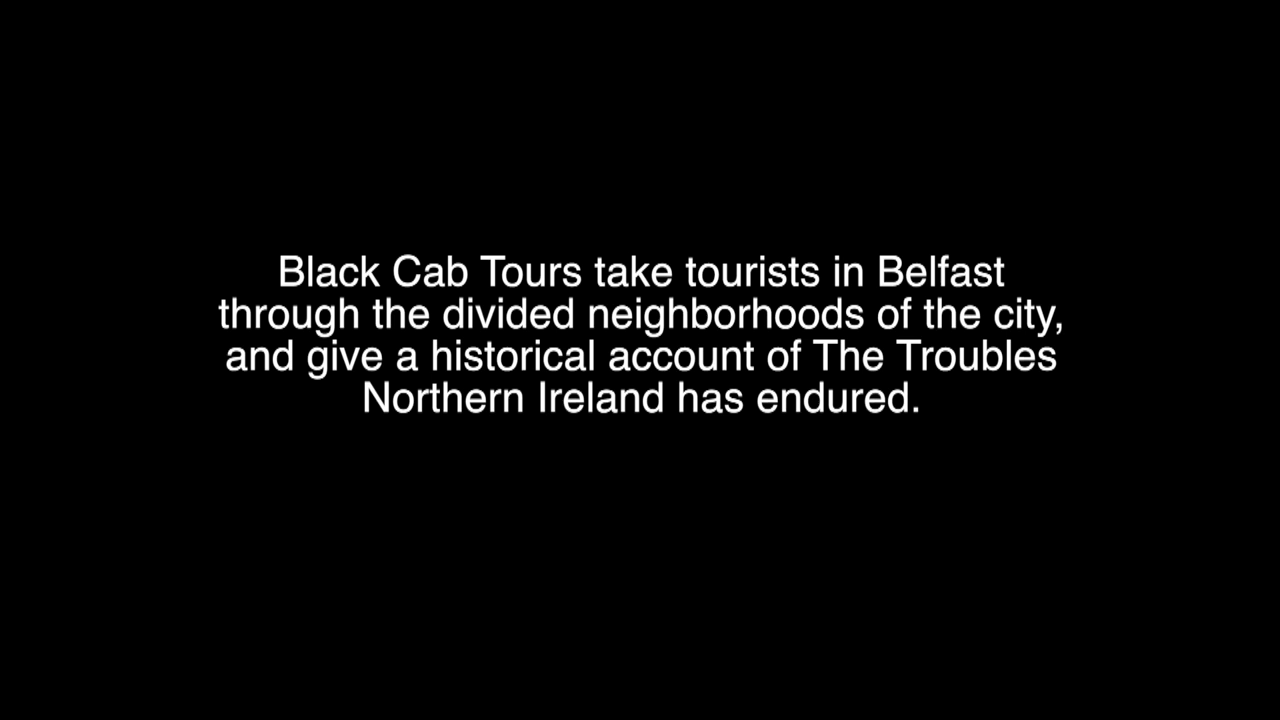 Black Cab Tours take tourists in Belfast
through the divided neighborhoods of the city,
and give a historical account of The Troubles
Northern Ireland has endured.